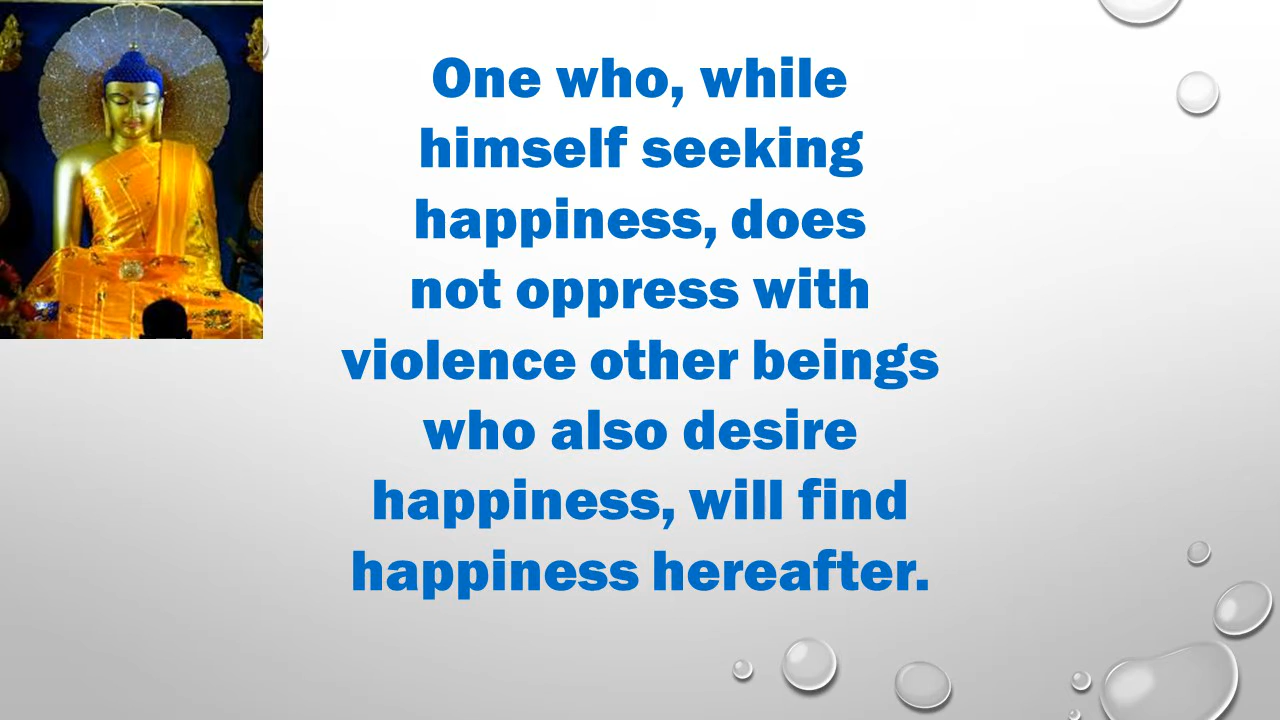 One who, while
himself seeking
happiness, does
not oppress with
violence other beings
who also desire
happiness, will find
happiness hereafter.